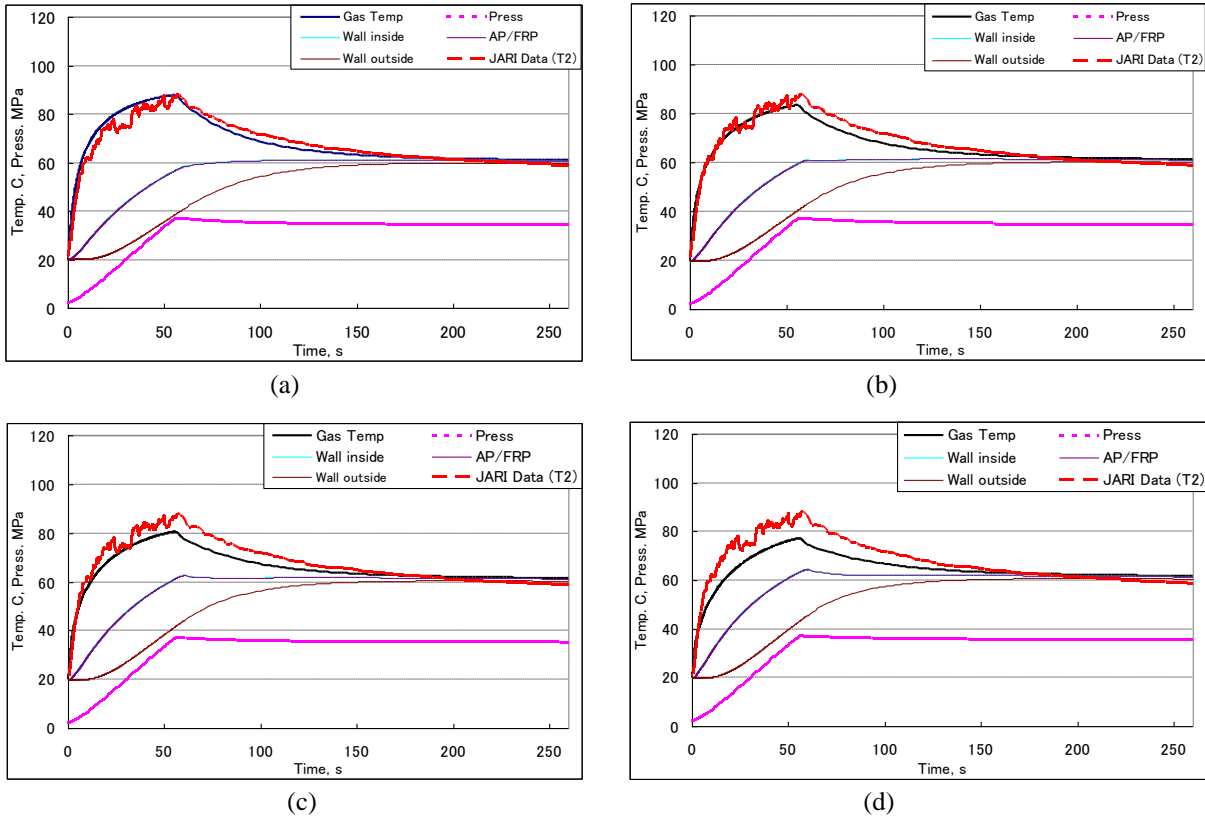 120
100
80
60
40
20
0
Temp. C, Press. MPa
Gas Temp
Press
Wall inside
AP/FRP
Wall outside
JARI Data (T2)
0 50 100 150 200 250
Time, s
(a)
120
100
80
60
40
20
0
Temp. C, Press. MPa
Gas Temp
Press
Wall inside
AP/FRP
Wall outside
JARI Data (T2)
0 50 100 150 200 250
Time, s
(b)
120
100
80
60
40
20
0
Temp. C, Press. MPa
Gas Temp
Press
Wall inside
AP/FRP
Wall outside
JARI Data (T2)
0 50 100 150 200 250
Time, s
(c)
120
100
80
60
40
20
0
Temp. C, Press. MPa
Gas Temp
Press
Wall inside
AP/FRP
Wall outside
JARI Data (T2)
0 50 100 150 200 250
Time, s
(d)